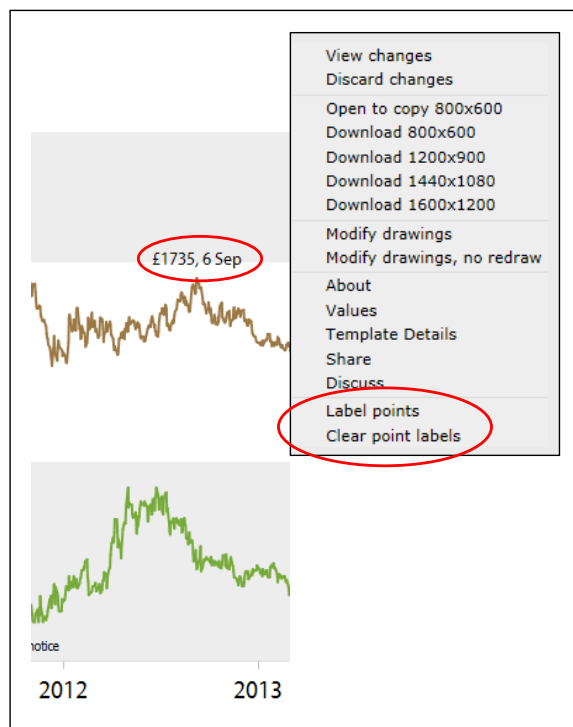 View changes
Discard changes
Open to copy 800x600
Download 800x600
Download 1200x900
Download 1440x1080
Download 1600x1200
Modify drawings
Modify drawings, no redraw
About
Values
Template Details
Share
Discuss
Label points
Clear point labels
£1735, 6 Sep
notice
2012 2013